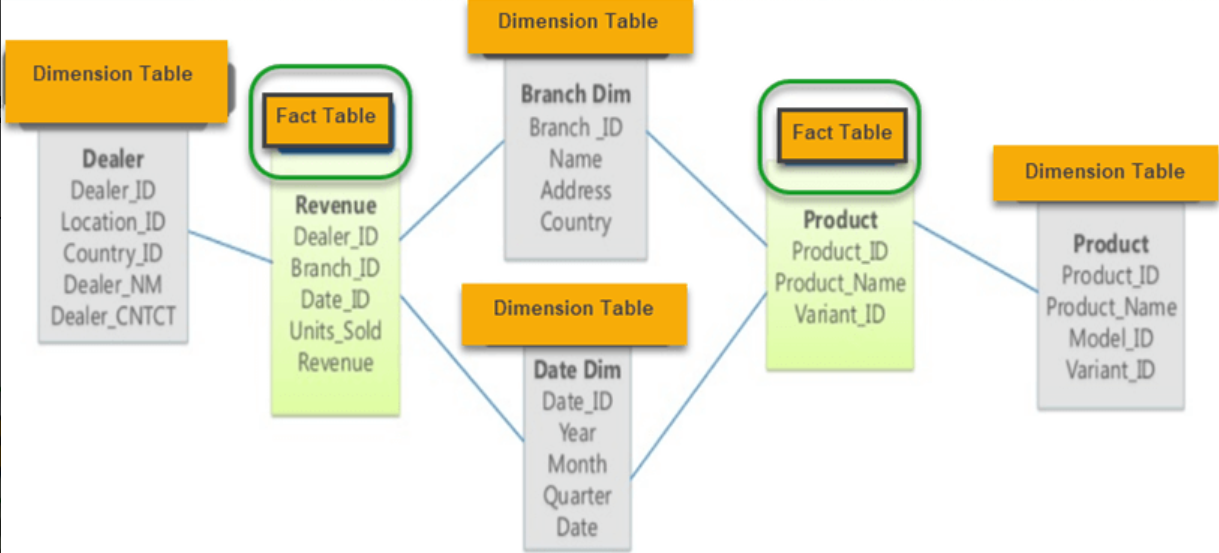 Dimension Table
Dealer
Dealer_ID
Location_ID
Country_ID
Dealer_NM
Dealer_CNTCT
Fact Table
Revenue
Dealer_ID
Branch_ID
Date_ID
Units_Sold
Revenue
Dimension Table
Branch Dim
Branch _ID
Name
Address
Country
Dimension Table
Date Dim
Date_ID
Year
Month
Quarter
Date
Fact Table
Product
Product_ID
Product_Name
Variant_ID
Dimension Table
Product
Product_ID
Product_Name
Model_ID
Variant_ID